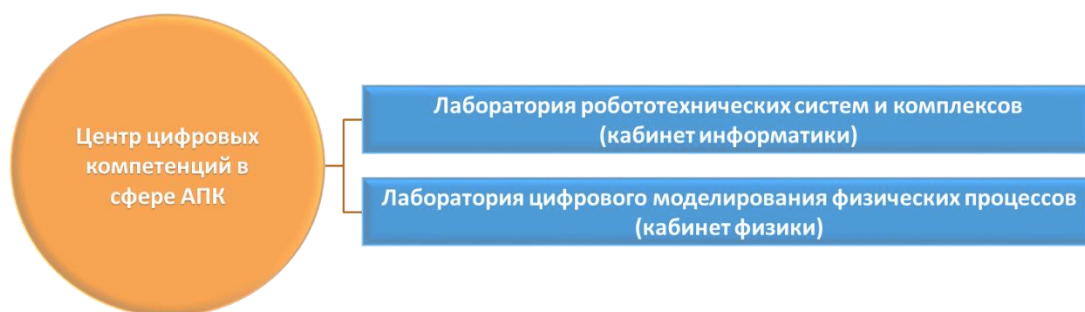 Центр цифровых
компетенций в
сфере АПК
Лаборатория робототехнических систем и комплексов
(кабинет информатики)
Лаборатория цифрового моделирования физических процессов
(кабинет физики)